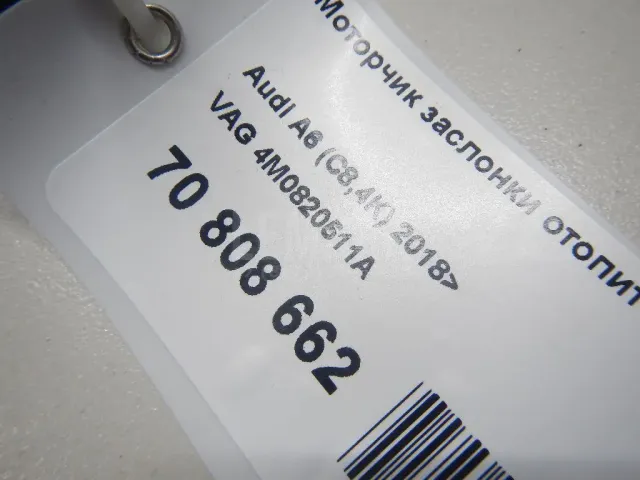 Моторчик заслонки отопит
Audi A6 (C8,4K) 2018>
VAG 4M0820511A
70 808 662